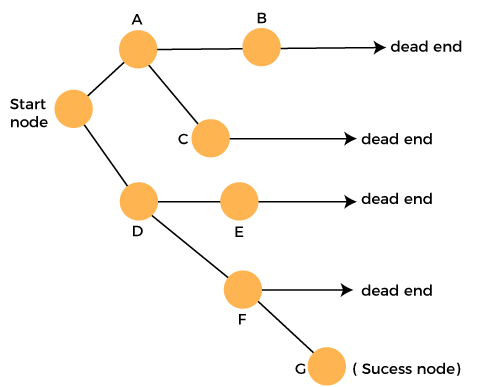 A
B
dead end
Start
node
C
dead end
dead end
D
E
dead end
F
G
( Sucess node)